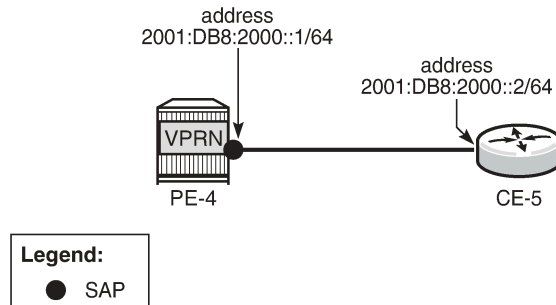 address
2001:DB8:2000::1/64
address
2001:DB8:2000::2/64
VPRN
PE-4
CE-5
Legend:
SAP